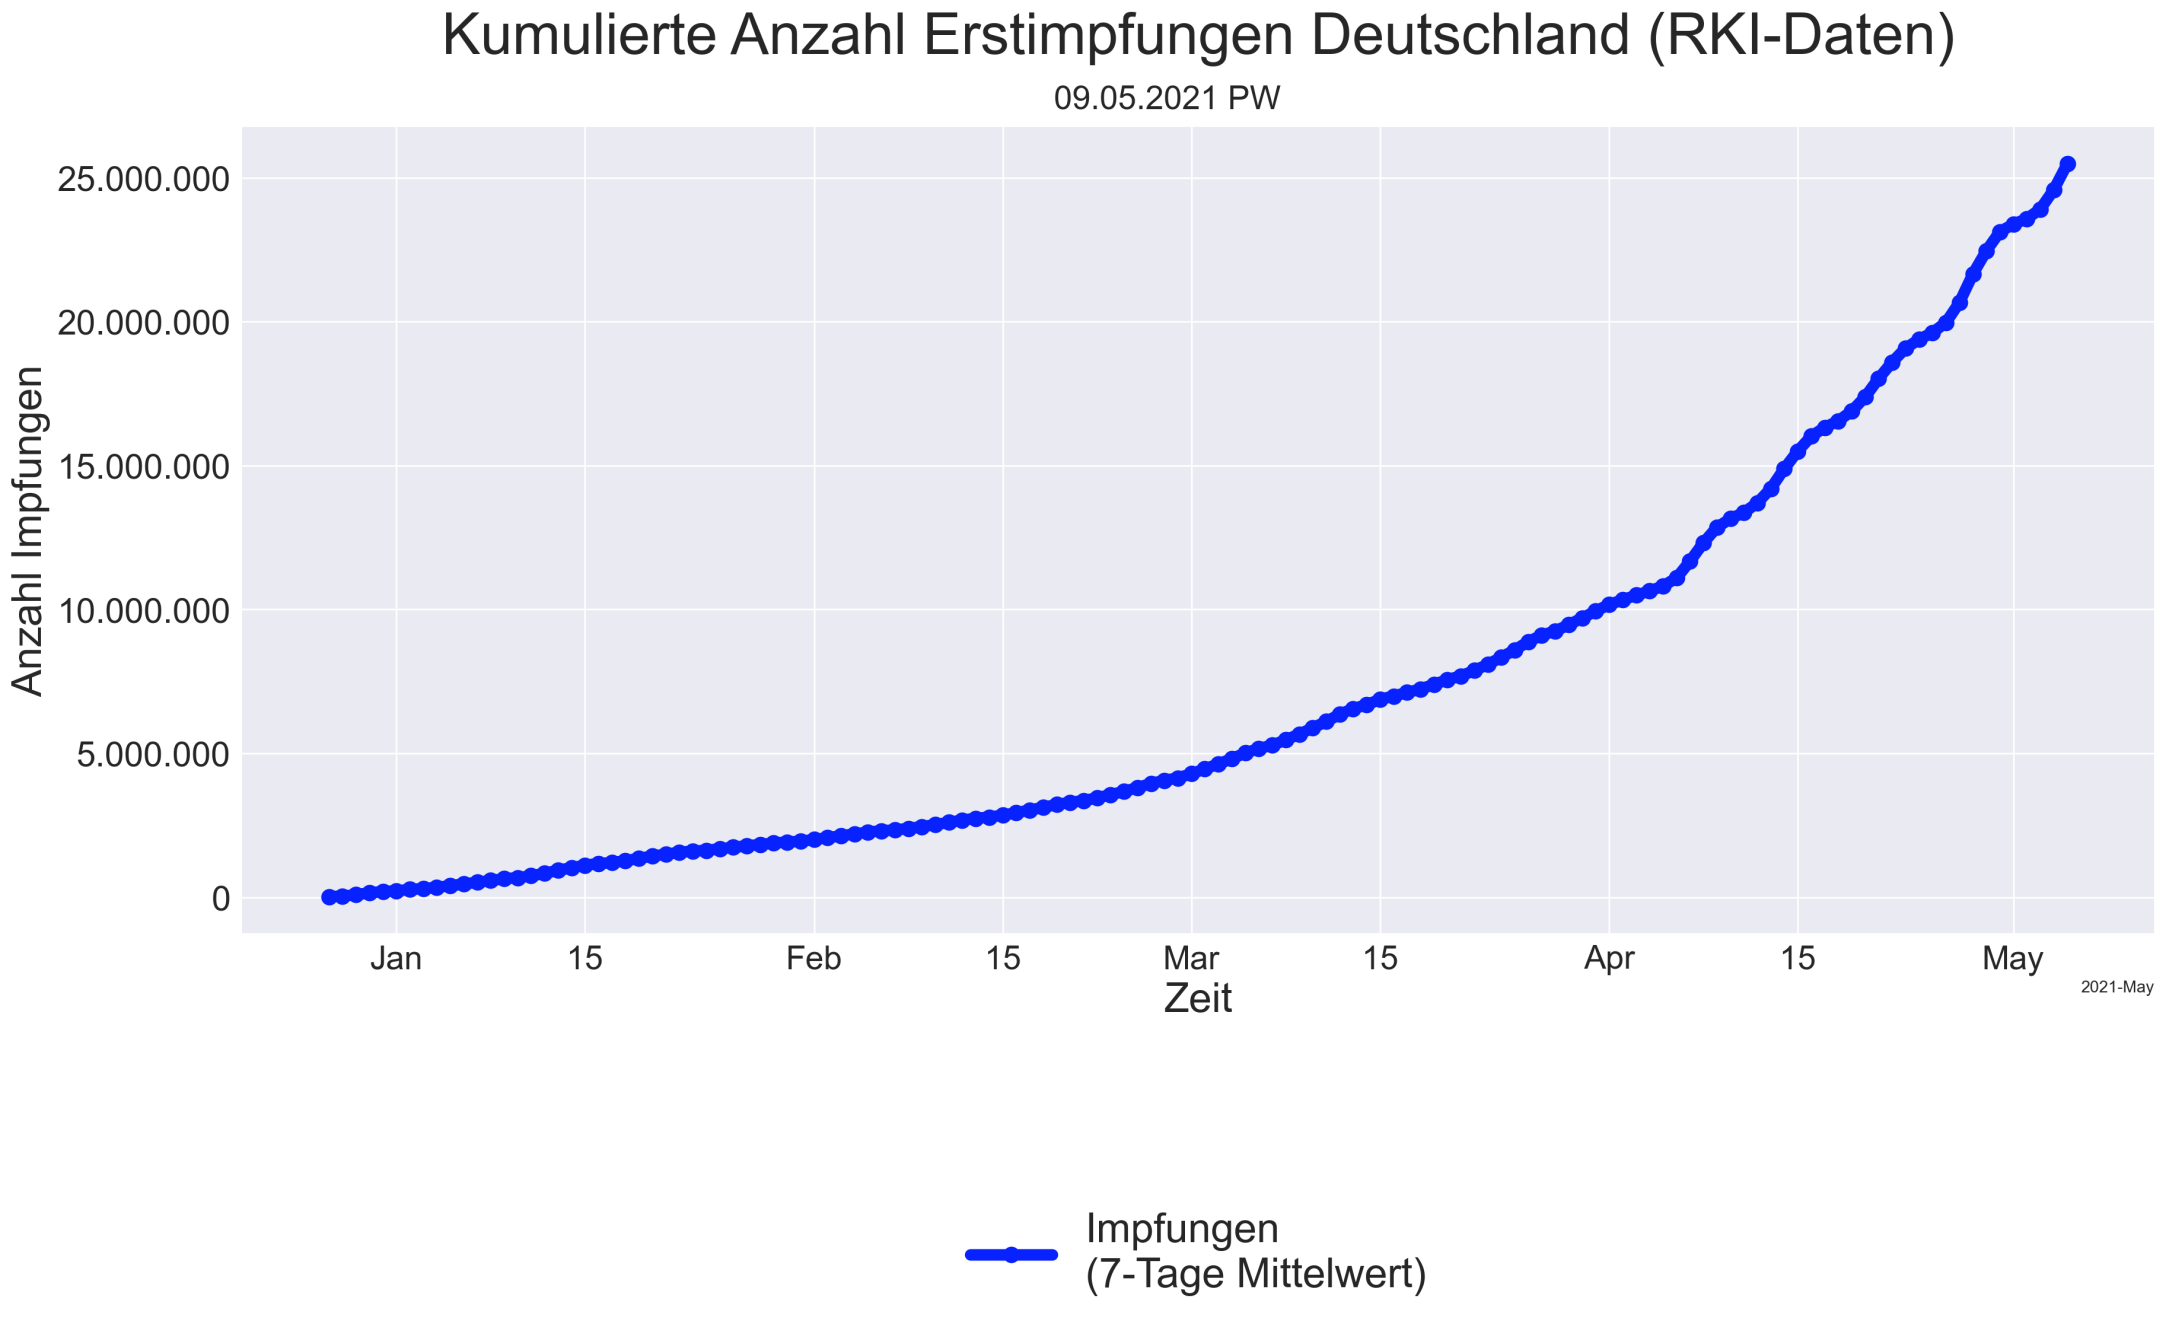 Kumulierte Anzahl Erstimpfungen Deutschland (RKI-Daten)
09.05.2021 PW
Anzahl Impfungen
25.000.000
20.000.000
15.000.000
10.000.000
5.000.000
0
Jan 15 Feb 15 Mar 15 Apr 15 May
Zeit
2021-May
Impfungen
(7-Tage Mittelwert)